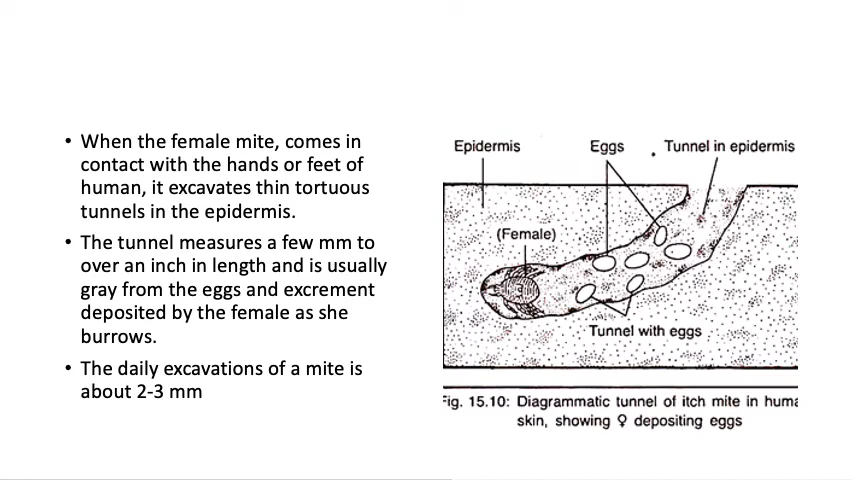 • When the female mite, comes in
contact with the hands or feet of
human, it excavates thin tortuous
tunnels in the epidermis.
• The tunnel measures a few mm to
over an inch in length and is usually
gray from the eggs and excrement
deposited by the female as she
burrows.
• The daily excavations of a mite is
about 2-3 mm
Epidermis
Eggs
Tunnel in epidermis
(Female)
Tunnel with eggs
Fig. 15.10: Diagrammatic tunnel of itch mite in huma
skin, showing ♀ depositing eggs